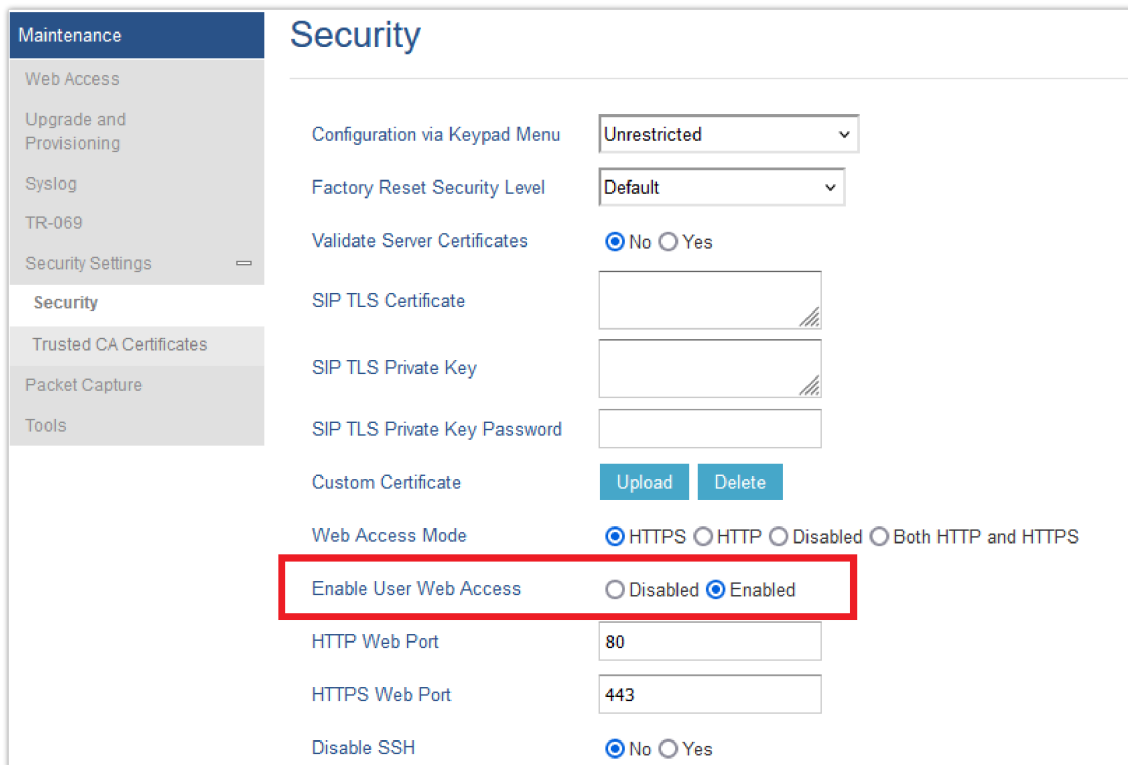 Maintenance
Web Access
Upgrade and
Provisioning
Syslog
TR-069
Security Settings
Security
Trusted CA Certificates
Packet Capture
Tools
Security
Configuration via Keypad Menu Unrestricted
Factory Reset Security Level Default
Validate Server Certificates No Yes
SIP TLS Certificate
SIP TLS Private Key
SIP TLS Private Key Password
Custom Certificate Upload Delete
Web Access Mode HTTPS HTTP Disabled Both HTTP and HTTPS
Enable User Web Access Disabled Enabled
HTTP Web Port 80
HTTPS Web Port 443
Disable SSH No Yes